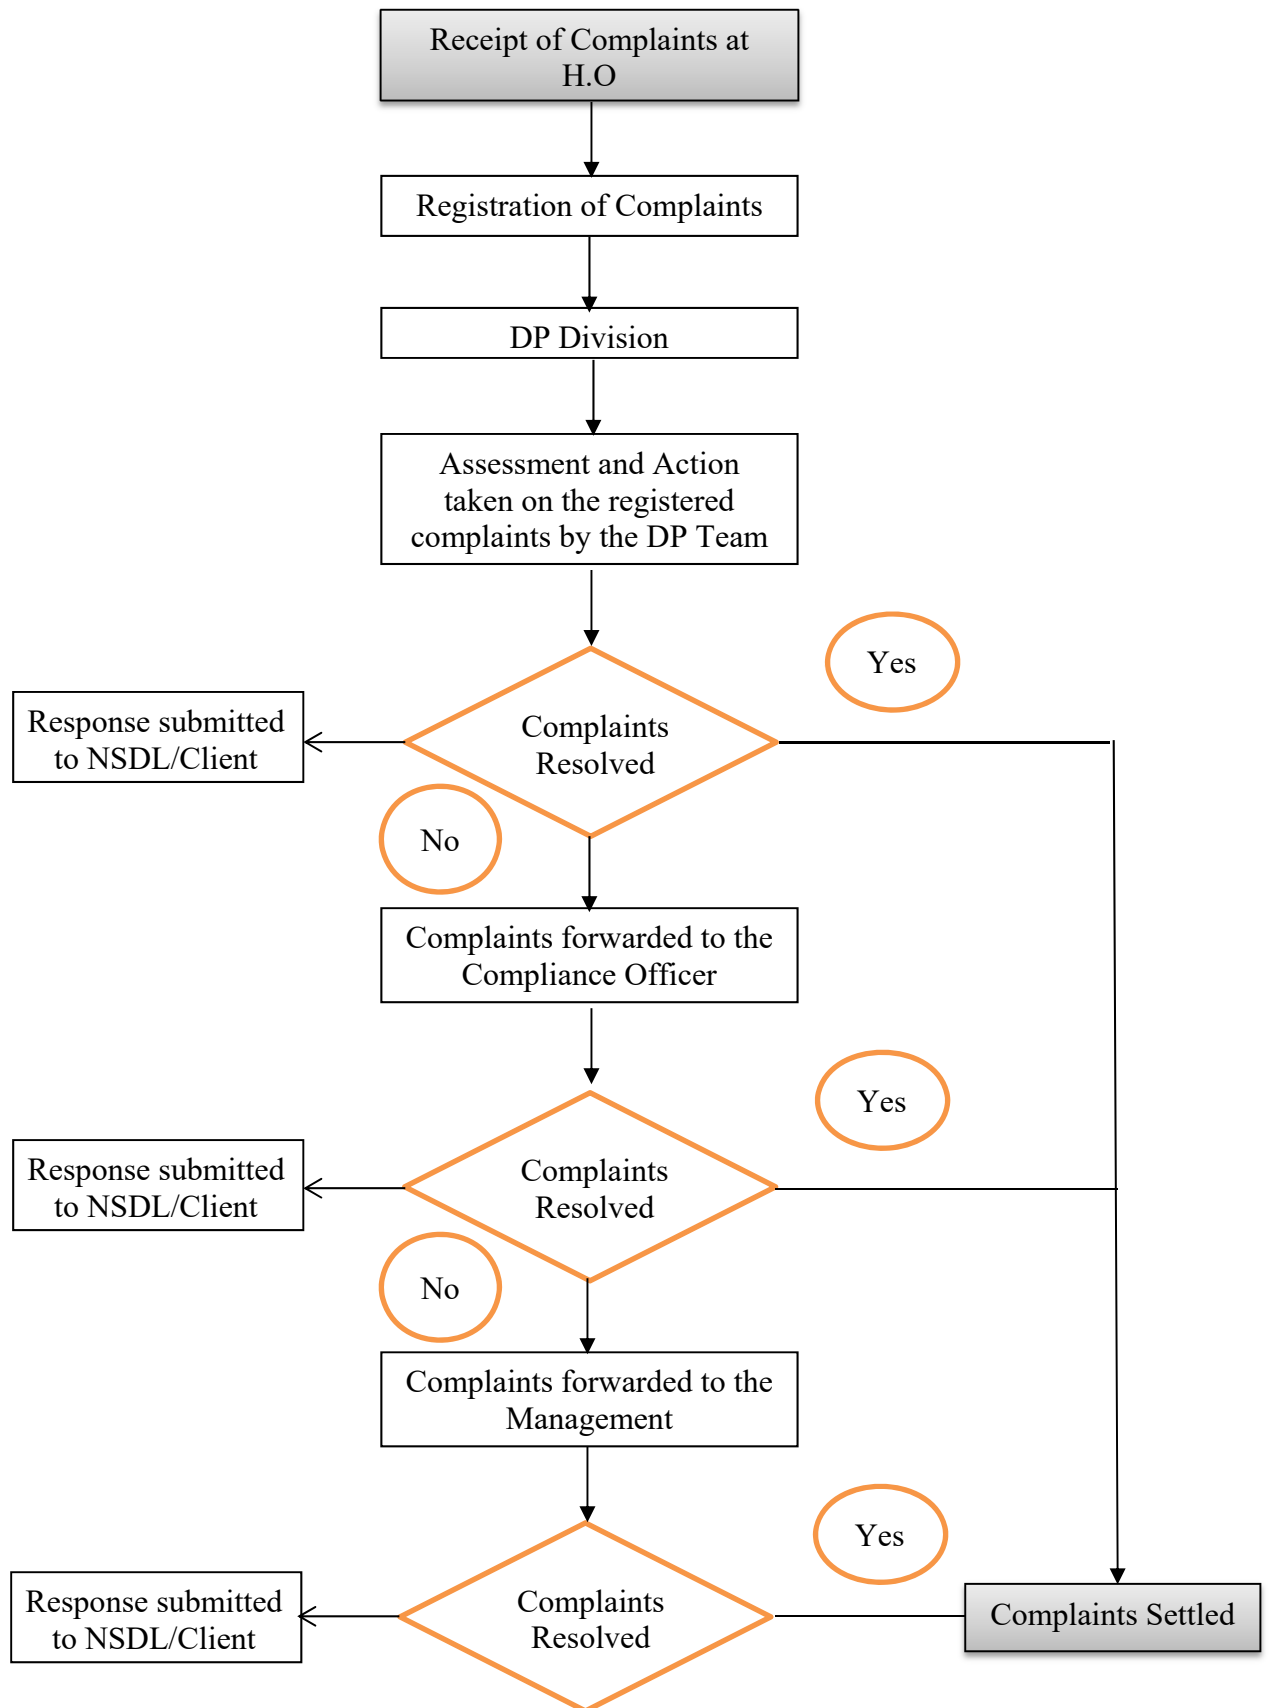 Receipt of Complaints at
H.O
Registration of Complaints
DP Division
Assessment and Action
taken on the registered
complaints by the DP Team
Yes
Response submitted
to NSDL/Client
Complaints
Resolved
No
Complaints forwarded to the
Compliance Officer
Yes
Response submitted
to NSDL/Client
Complaints
Resolved
No
Complaints forwarded to the
Management
Yes
Response submitted
to NSDL/Client
Complaints
Resolved
Complaints Settled